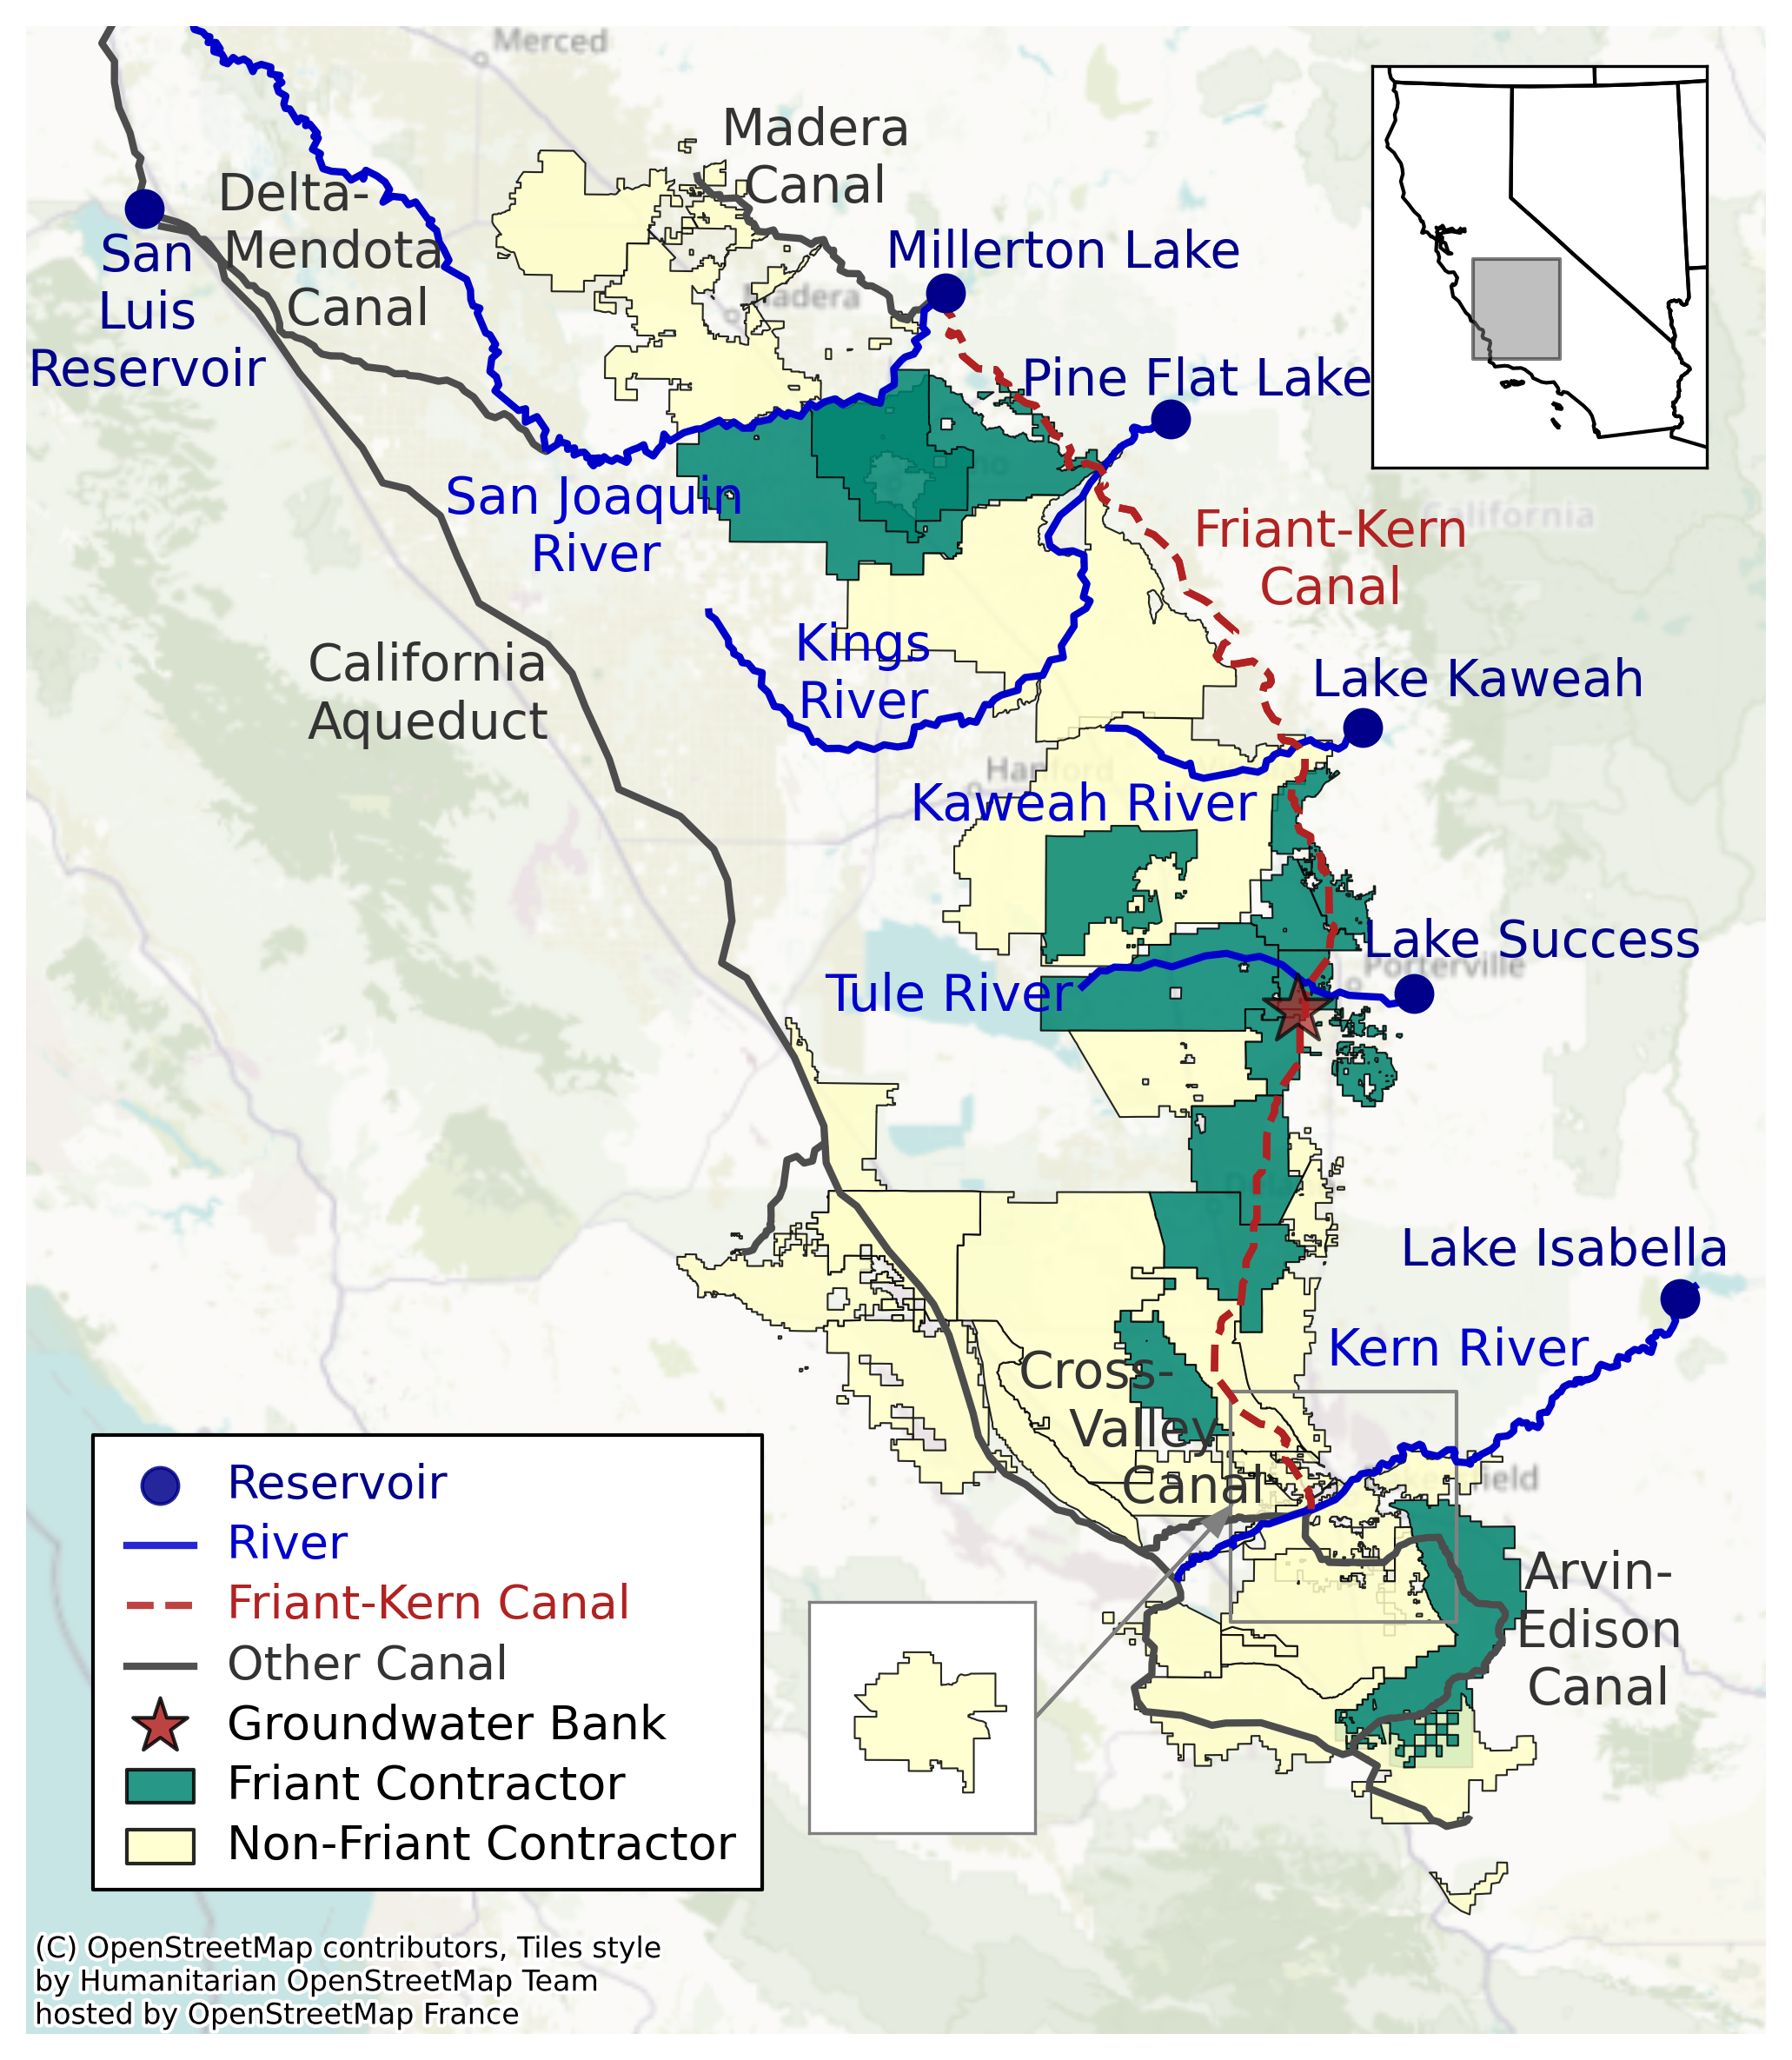 Merced
Madera
Canal
Delta-
Mendota
Canal
San
Luis
Reservoir
Millerton Lake
Madera
Pine Flat Lake
San Joaquin
River
Friant-Kern
Canal
California
Kings
River
California
Aqueduct
Lake Kaweah
Hanford
Kaweah River
Lake Success
Porterville
Tule River
Lake Isabella
Kern River
Cross-
Valley
Canal
Arvin-
Edison
Canal
Reservoir
River
Friant-Kern Canal
Other Canal
Groundwater Bank
Friant Contractor
Non-Friant Contractor
(C) OpenStreetMap contributors, Tiles style
by Humanitarian OpenStreetMap Team
hosted by OpenStreetMap France